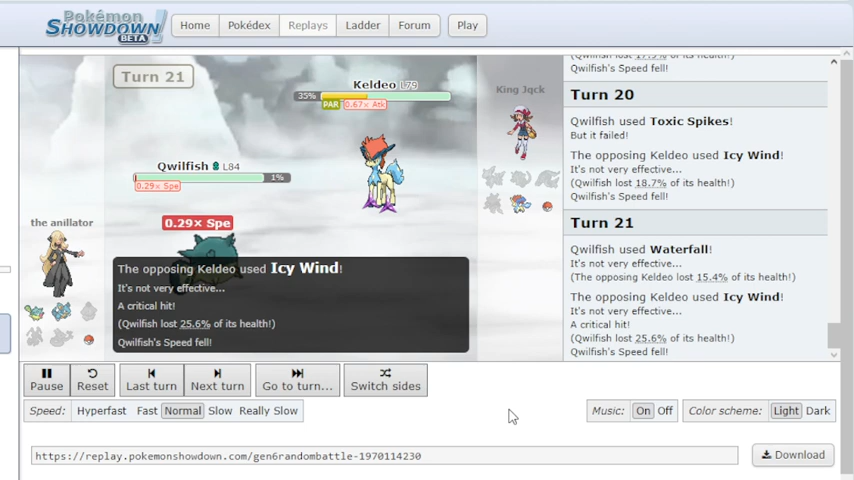 Pokémon
SHOWDOWN!
BETA
Home
Pokédex
Replays
Ladder
Forum
Play
Turn 21
Keldeo L79
35%
PAR 0.67× Atk
Qwilfish L84
1%
0.29× Spe
0.29× Spe
the anillator
King Jqck
The opposing Keldeo used Icy Wind!
It's not very effective...
A critical hit!
(Qwilfish lost 25.6% of its health!)
Qwilfish's Speed fell!
Qwilfish's Speed fell!
Turn 20
Qwilfish used Toxic Spikes!
But it failed!
The opposing Keldeo used Icy Wind!
It's not very effective...
(Qwilfish lost 18.7% of its health!)
Qwilfish's Speed fell!
Turn 21
Qwilfish used Waterfall!
It's not very effective...
(The opposing Keldeo lost 15.4% of its health!)
The opposing Keldeo used Icy Wind!
It's not very effective...
A critical hit!
(Qwilfish lost 25.6% of its health!)
Qwilfish's Speed fell!
Pause
Reset
Last turn
Next turn
Go to turn...
Switch sides
Speed: Hyperfast Fast Normal Slow Really Slow
Music: On Off
Color scheme: Light Dark
https://replay.pokemonshowdown.com/gen6randombattle-1970114230
Download